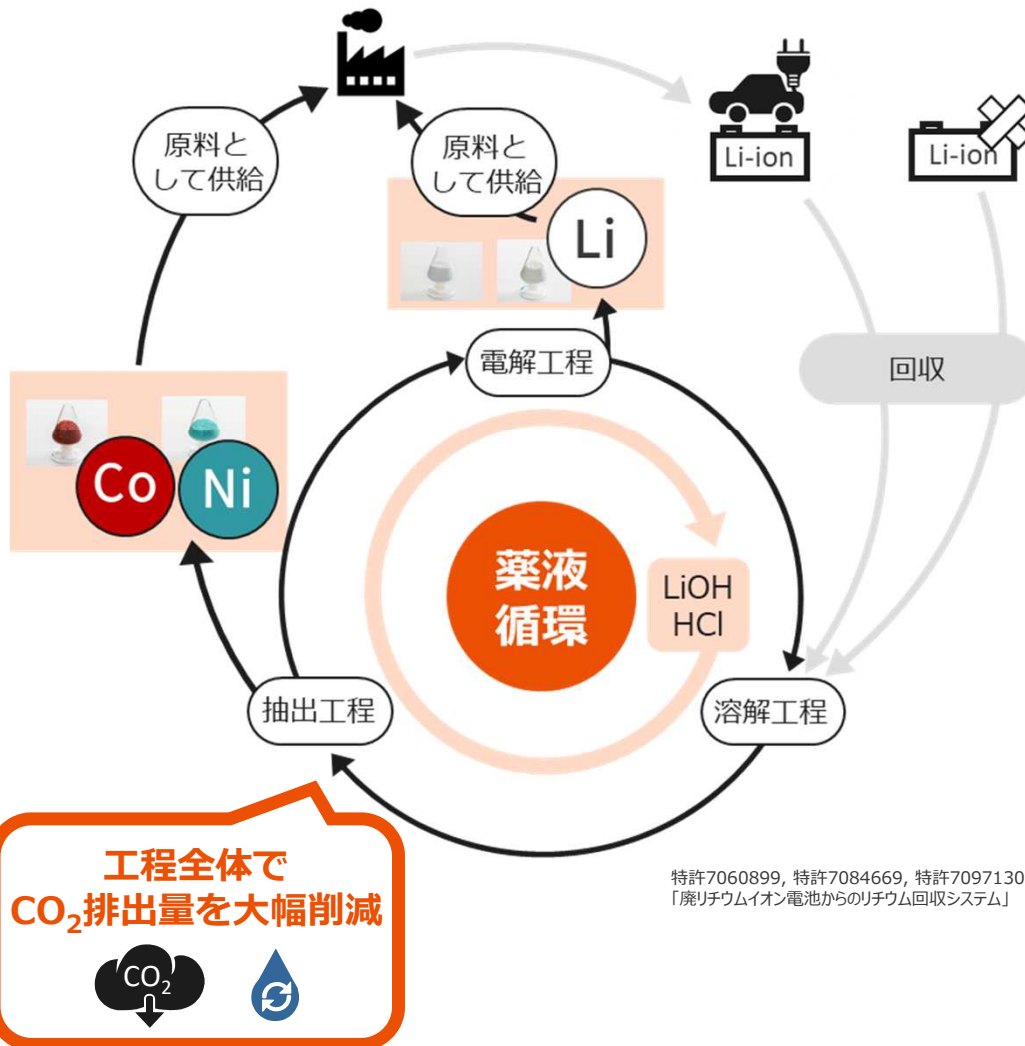 原料と
して供給
原料と
して供給
Li-ion
Li-ion
Li
電解工程
回収
Co
Ni
薬液
循環
LiOH
HCl
抽出工程
溶解工程
工程全体で
CO₂排出量を大幅削減
CO₂
特許7060899, 特許7084669, 特許7097130
「廃リチウムイオン電池からのリチウム回収システム」